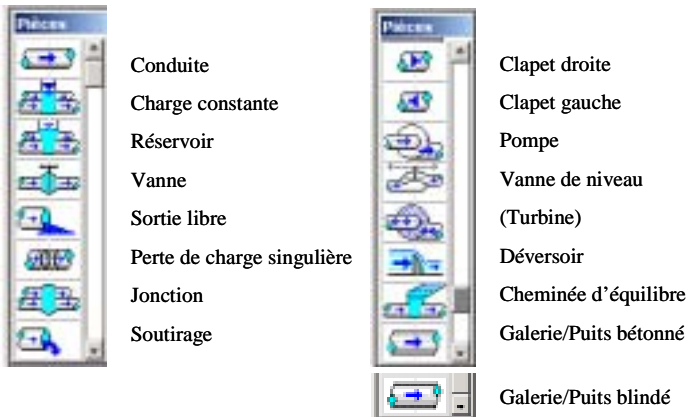 Pièces
Conduite
Charge constante
Réservoir
Vanne
Sortie libre
Perte de charge singulière
Jonction
Soutirage
Pièces
Clapet droite
Clapet gauche
Pompe
Vanne de niveau
(Turbine)
Déversoir
Cheminée d'équilibre
Galerie/Puits bétonné
Galerie/Puits blindé